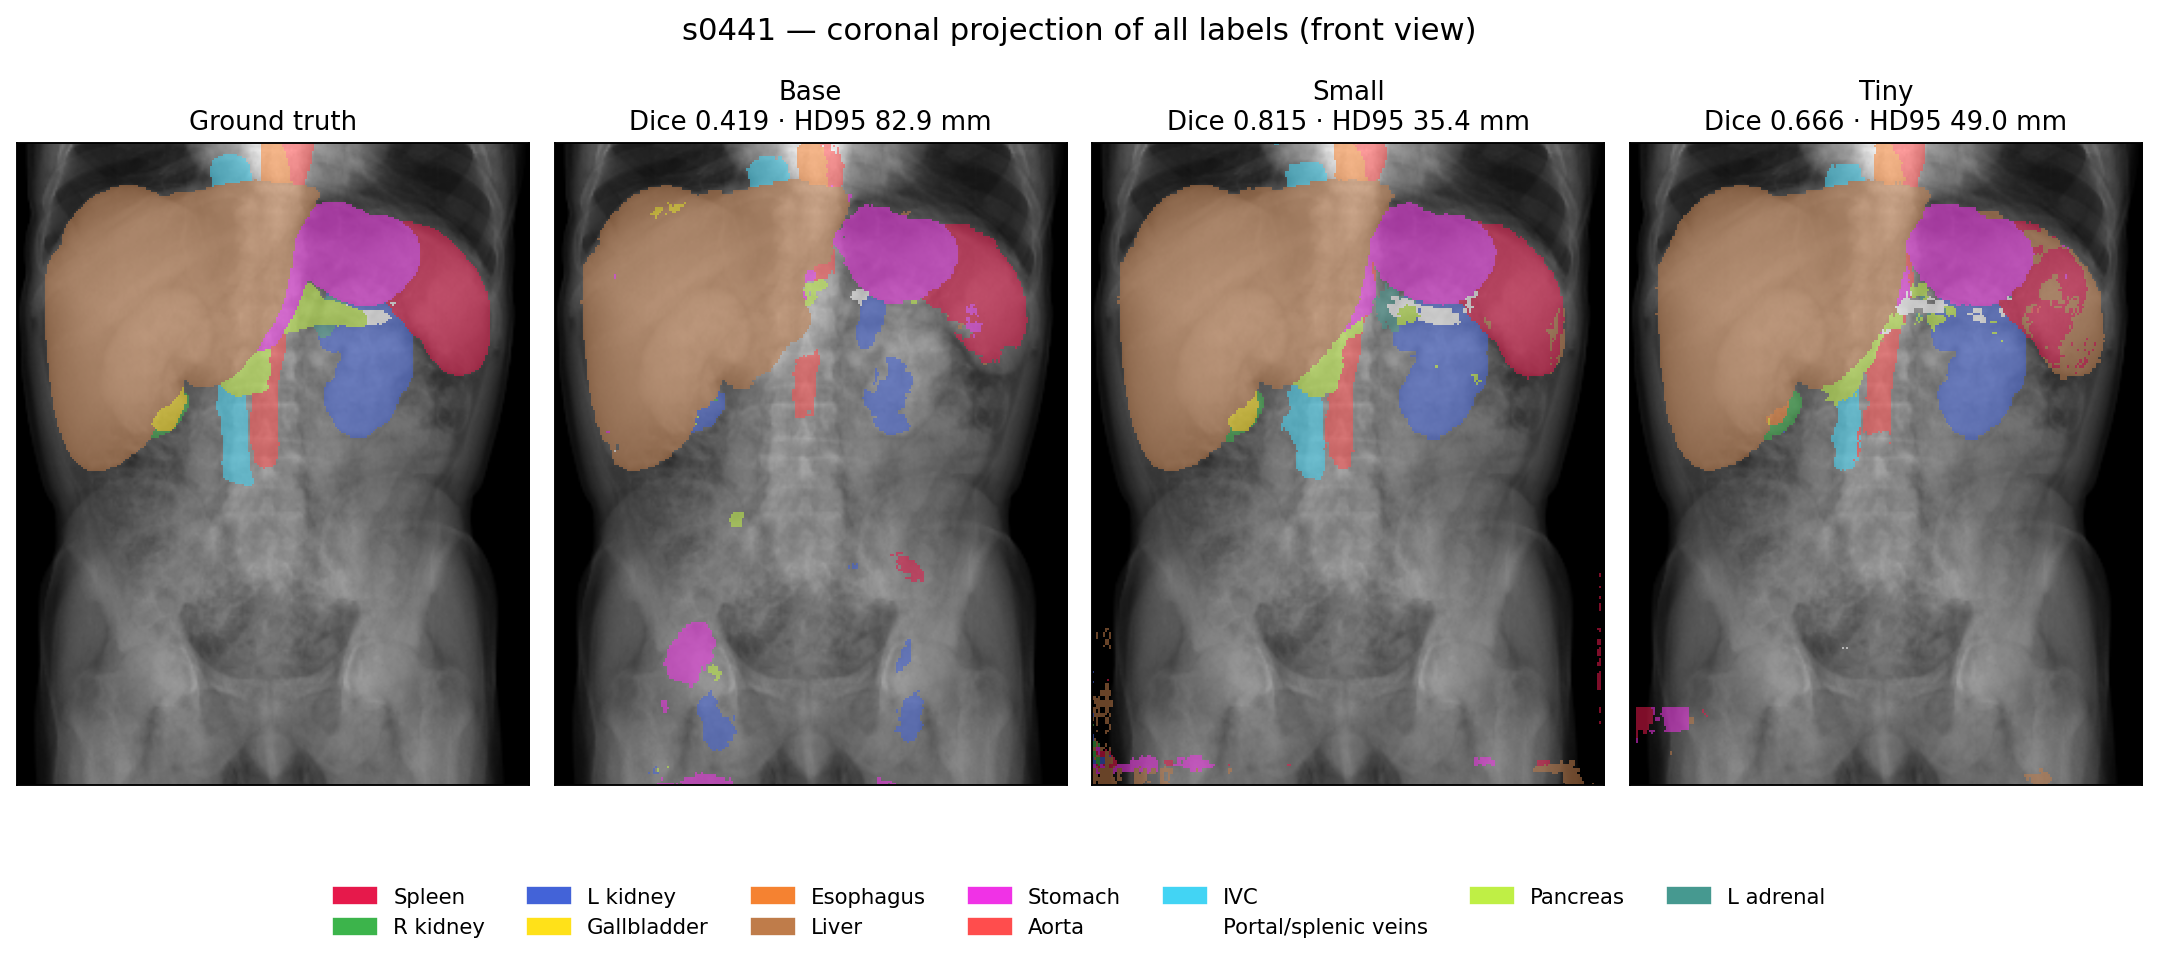 s0441 — coronal projection of all labels (front view)
Ground truth
Base
Dice 0.419 · HD95 82.9 mm
Small
Dice 0.815 · HD95 35.4 mm
Tiny
Dice 0.666 · HD95 49.0 mm
Spleen
R kidney
L kidney
Gallbladder
Esophagus
Liver
Stomach
Aorta
IVC
Portal/splenic veins
Pancreas
L adrenal